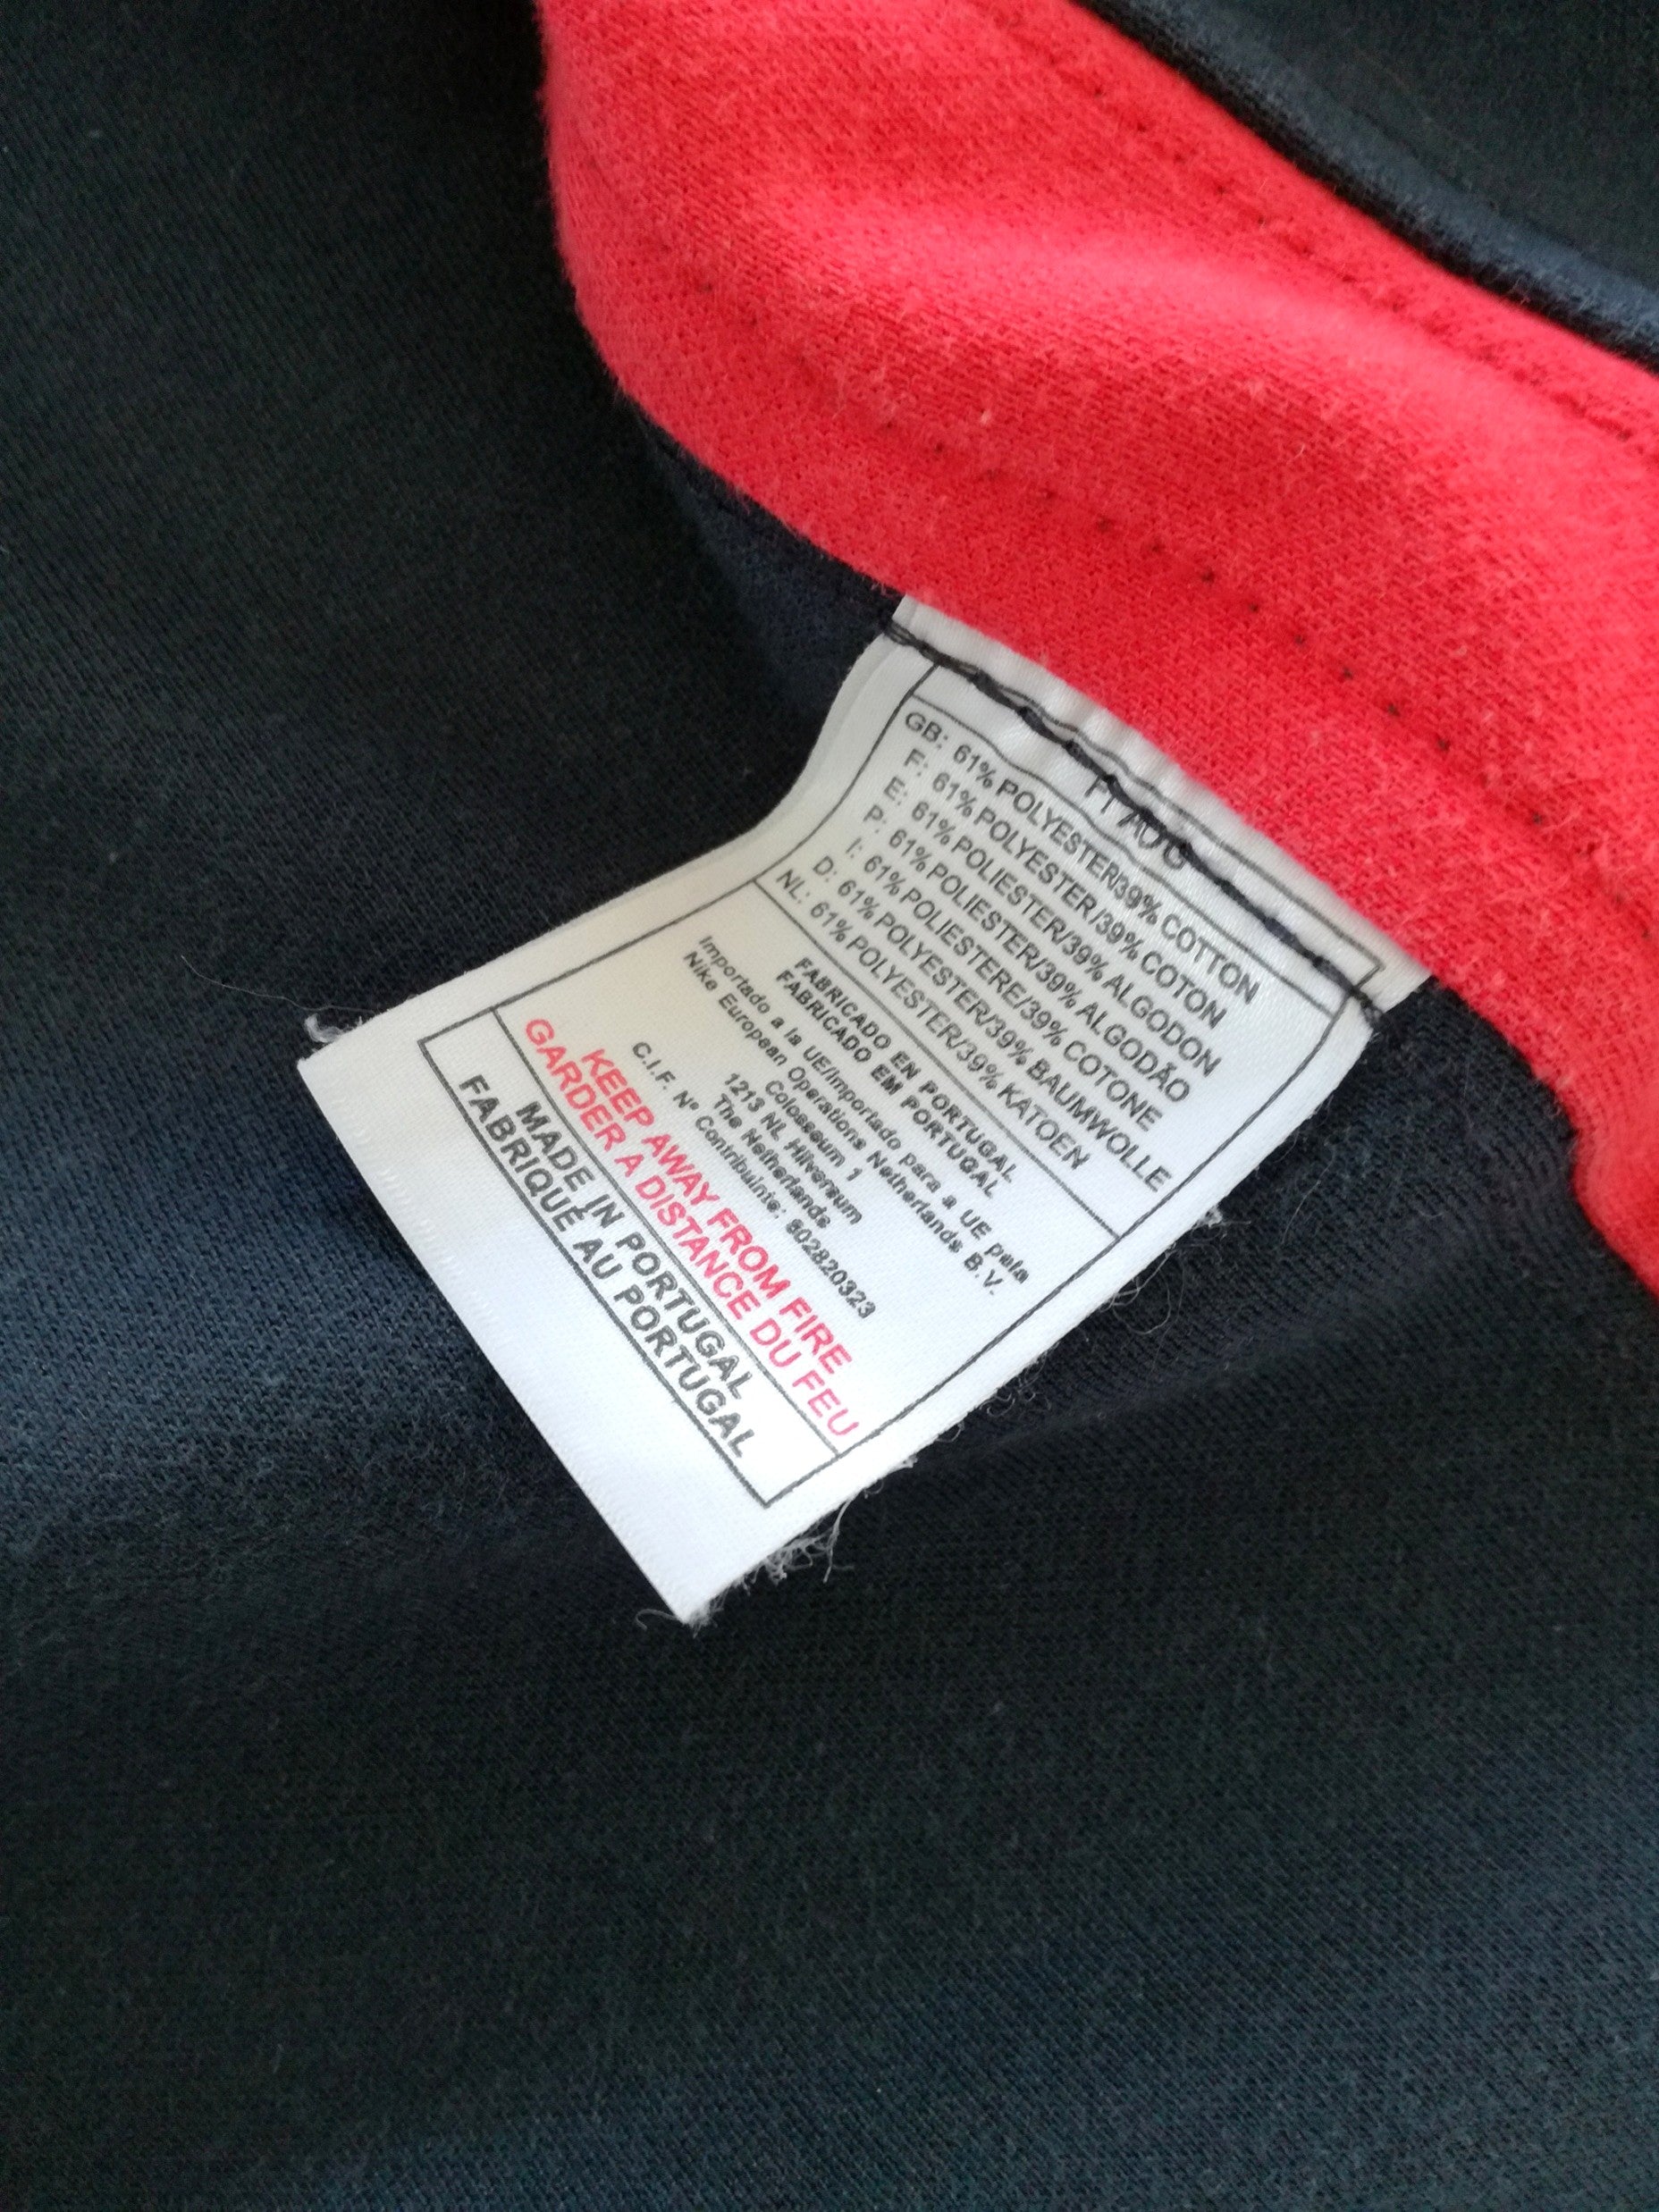 GB: 61% POLYESTER/39% COTTON
F: 61% POLYESTER/39% COTON
E: 61% POLIESTER/39% ALGODON
P: 61% POLIESTER/39% ALGODÃO
I: 61% POLIESTERE/39% COTONE
D: 61% POLYESTER/39% BAUMWOLLE
NL: 61% POLYESTER/39% KATOEN
FABRICADO EN PORTUGAL
FABRICADO EM PORTUGAL
Importado a la UE/Importado para a UE pela
Nike European Operations Netherlands B.V.
Colosseum 1
1213 NL Hilversum
The Netherlands
C.I.F. Nº Contribuinte: 802820323
KEEP AWAY FROM FIRE
GARDER A DISTANCE DU FEU
MADE IN PORTUGAL
FABRIQUÉ AU PORTUGAL